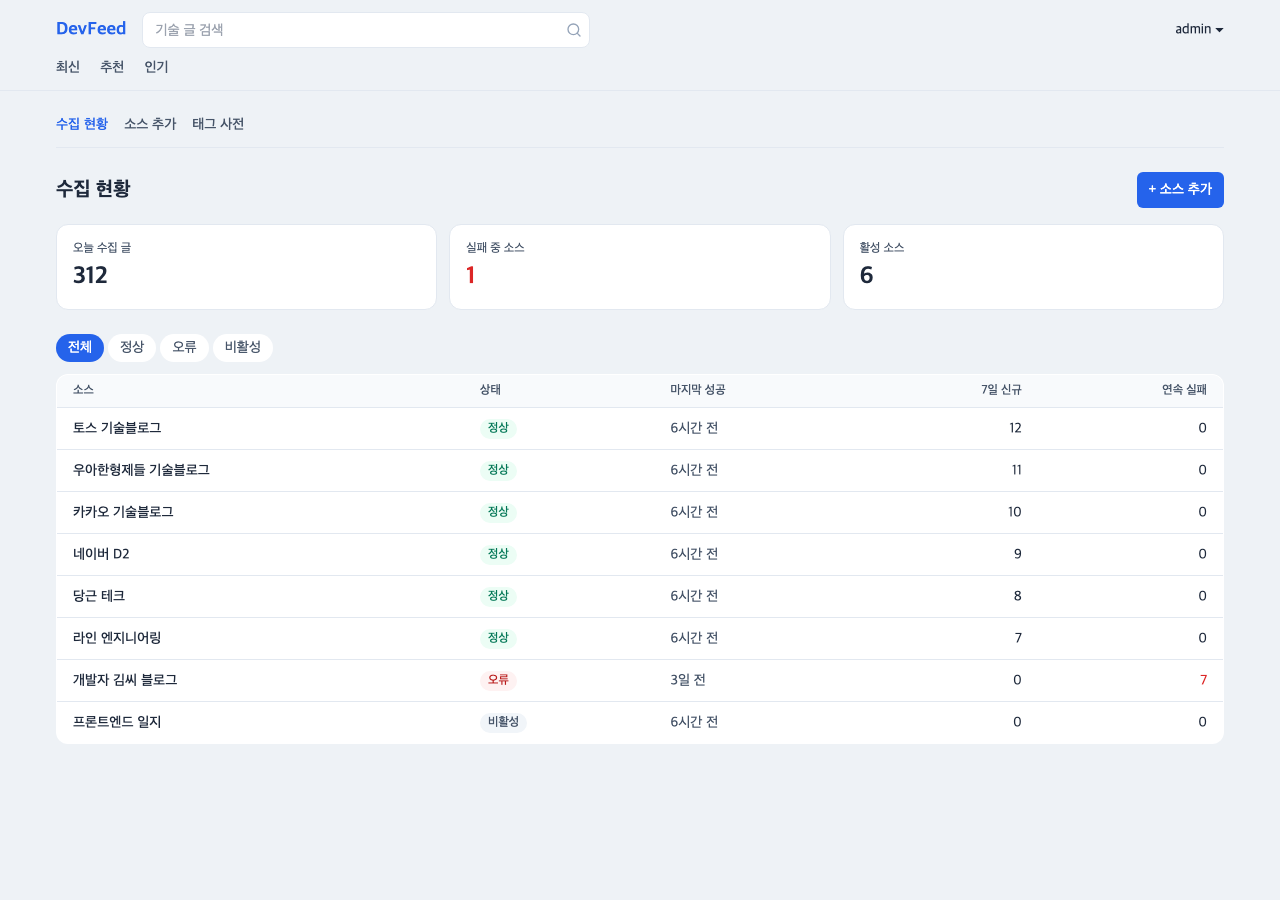 DevFeed 기술 글 검색 admin
최신 추천 인기
수집 현황 소스 추가 태그 사전
수집 현황 + 소스 추가
오늘 수집 글 실패 중 소스 활성 소스
312 1 6
전체 정상 오류 비활성
소스 상태 마지막 성공 7일 신규 연속 실패
토스 기술블로그 정상 6시간 전 12 0
우아한형제들 기술블로그 정상 6시간 전 11 0
카카오 기술블로그 정상 6시간 전 10 0
네이버 D2 정상 6시간 전 9 0
당근 테크 정상 6시간 전 8 0
라인 엔지니어링 정상 6시간 전 7 0
개발자 김씨 블로그 오류 3일 전 0 7
프론트엔드 일지 비활성 6시간 전 0 0